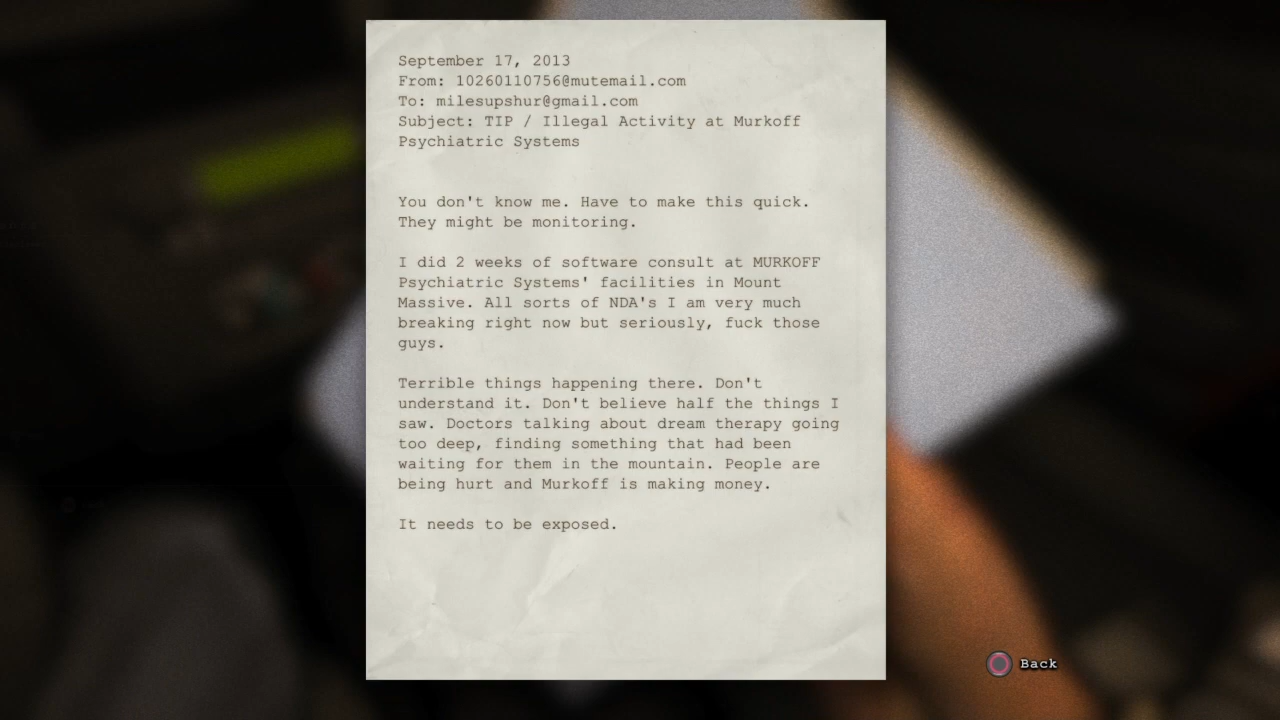 September 17, 2013
From: 10260110756@mutemail.com
To: milesupshur@gmail.com
Subject: TIP / Illegal Activity at Murkoff
Psychiatric Systems
You don't know me. Have to make this quick.
They might be monitoring.
I did 2 weeks of software consult at MURKOFF
Psychiatric Systems' facilities in Mount
Massive. All sorts of NDA's I am very much
breaking right now but seriously, fuck those
guys.
Terrible things happening there. Don't
understand it. Don't believe half the things I
saw. Doctors talking about dream therapy going
too deep, finding something that had been
waiting for them in the mountain. People are
being hurt and Murkoff is making money.
It needs to be exposed.
Back